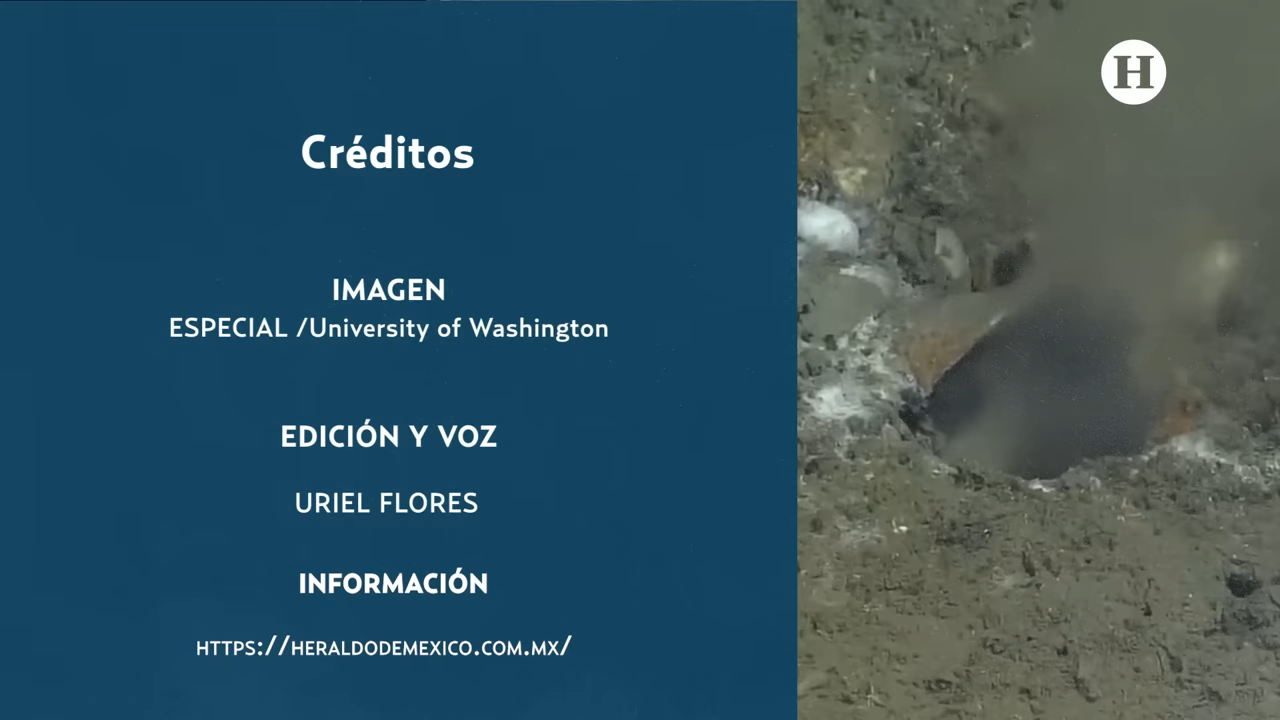 Créditos
H
IMAGEN
ESPECIAL /University of Washington
EDICIÓN Y VOZ
URIEL FLORES
INFORMACIÓN
HTTPS://HERALDODEMEXICO.COM.MX/